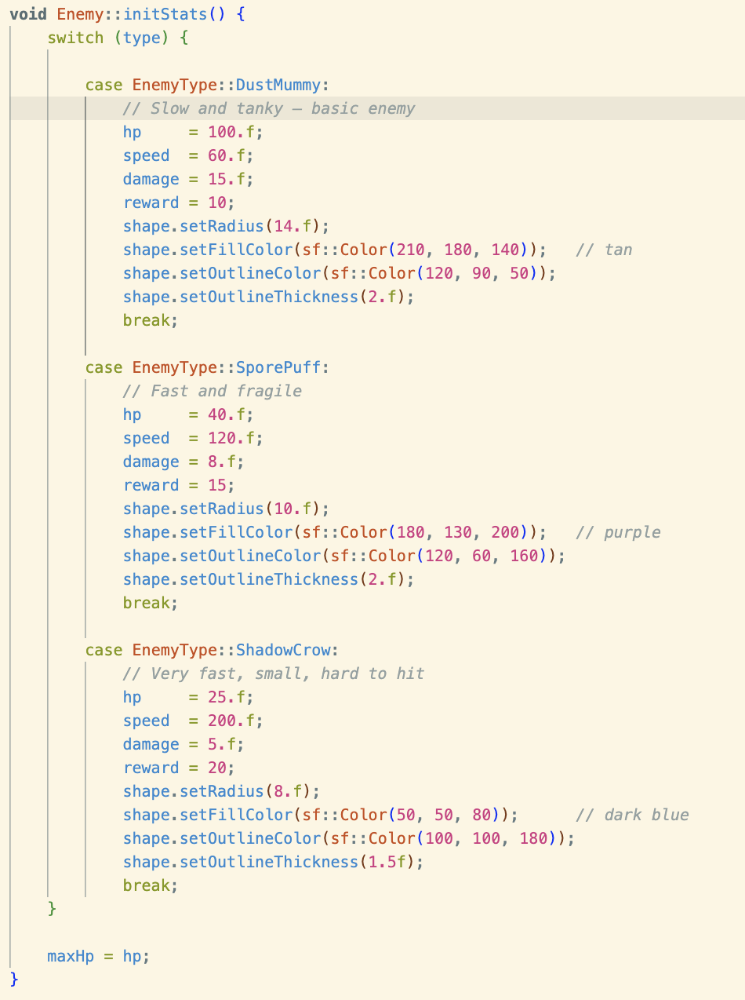 void Enemy::initStats() {
    switch (type) {

        case EnemyType::DustMummy:
            // Slow and tanky — basic enemy
            hp     = 100.f;
            speed  = 60.f;
            damage = 15.f;
            reward = 10;
            shape.setRadius(14.f);
            shape.setFillColor(sf::Color(210, 180, 140));   // tan
            shape.setOutlineColor(sf::Color(120, 90, 50));
            shape.setOutlineThickness(2.f);
            break;

        case EnemyType::SporePuff:
            // Fast and fragile
            hp     = 40.f;
            speed  = 120.f;
            damage = 8.f;
            reward = 15;
            shape.setRadius(10.f);
            shape.setFillColor(sf::Color(180, 130, 200));   // purple
            shape.setOutlineColor(sf::Color(120, 60, 160));
            shape.setOutlineThickness(2.f);
            break;

        case EnemyType::ShadowCrow:
            // Very fast, small, hard to hit
            hp     = 25.f;
            speed  = 200.f;
            damage = 5.f;
            reward = 20;
            shape.setRadius(8.f);
            shape.setFillColor(sf::Color(50, 50, 80));      // dark blue
            shape.setOutlineColor(sf::Color(100, 100, 180));
            shape.setOutlineThickness(1.5f);
            break;
    }

    maxHp = hp;
}